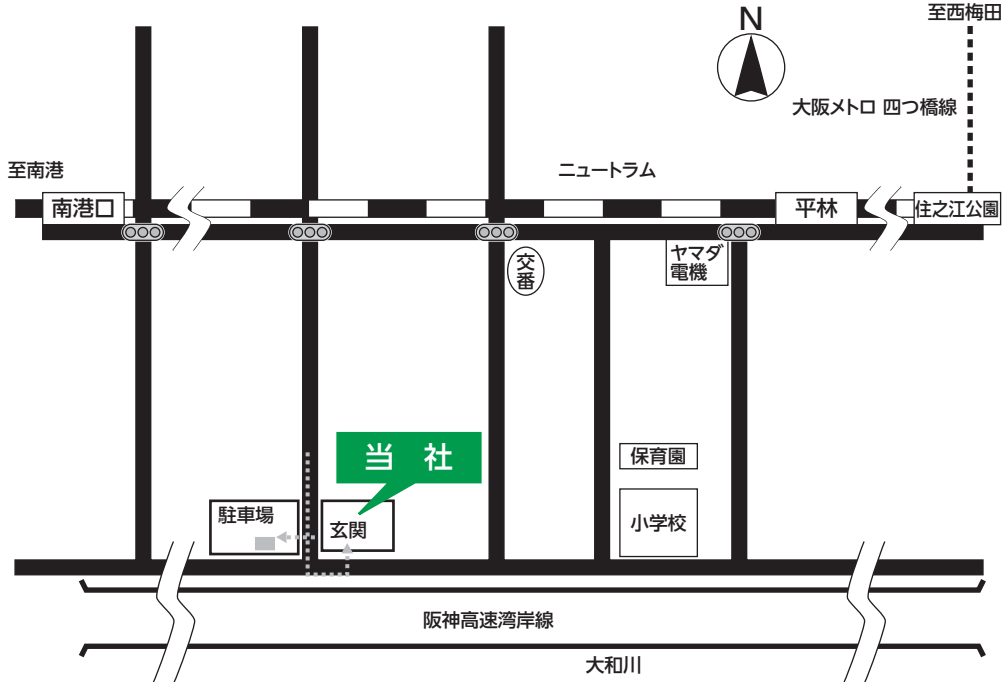 至西梅田
N
大阪メトロ 四つ橋線
至南港
ニュートラム
南港口
平林
住之江公園
交番
ヤマダ
電機
当 社
保育園
駐車場
玄関
小学校
阪神高速湾岸線
大和川